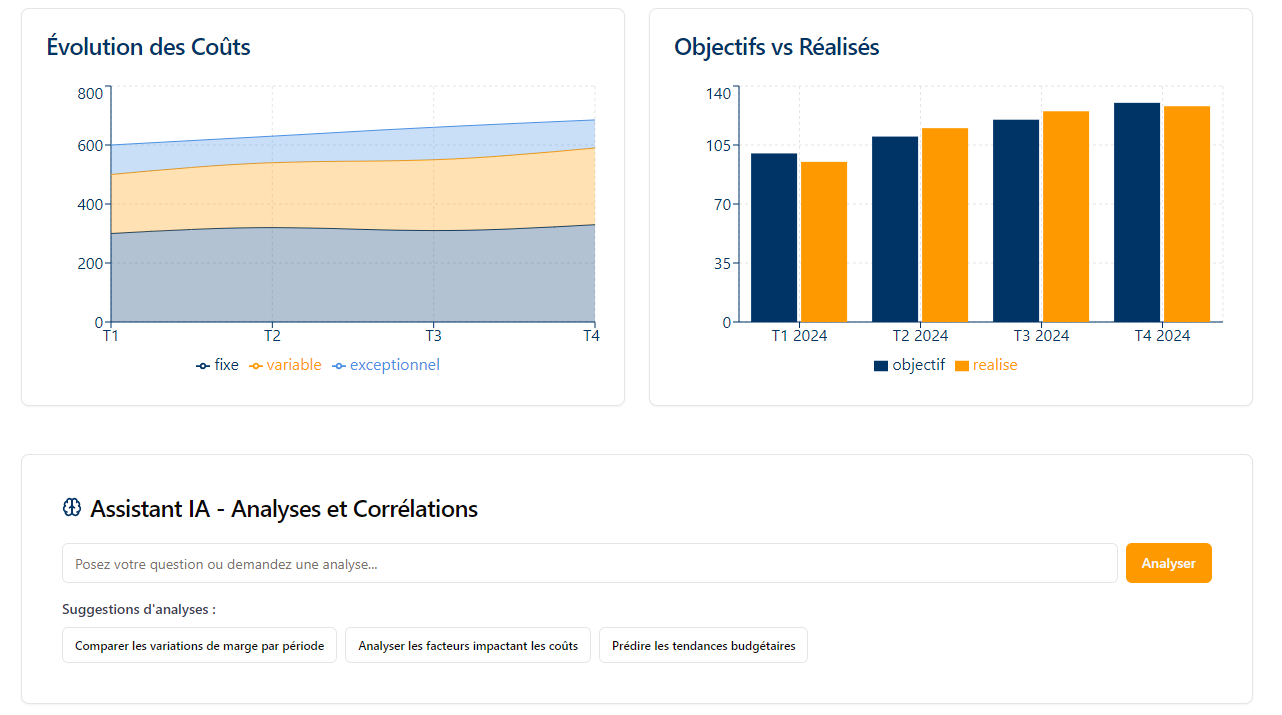 Évolution des Coûts
800
600
400
200
0
T1 T2 T3 T4
fixe variable exceptionnel
Objectifs vs Réalisés
140
105
70
35
0
T1 2024 T2 2024 T3 2024 T4 2024
objectif realise
Assistant IA - Analyses et Corrélations
Posez votre question ou demandez une analyse...
Analyser
Suggestions d'analyses :
Comparer les variations de marge par période
Analyser les facteurs impactant les coûts
Prédire les tendances budgétaires